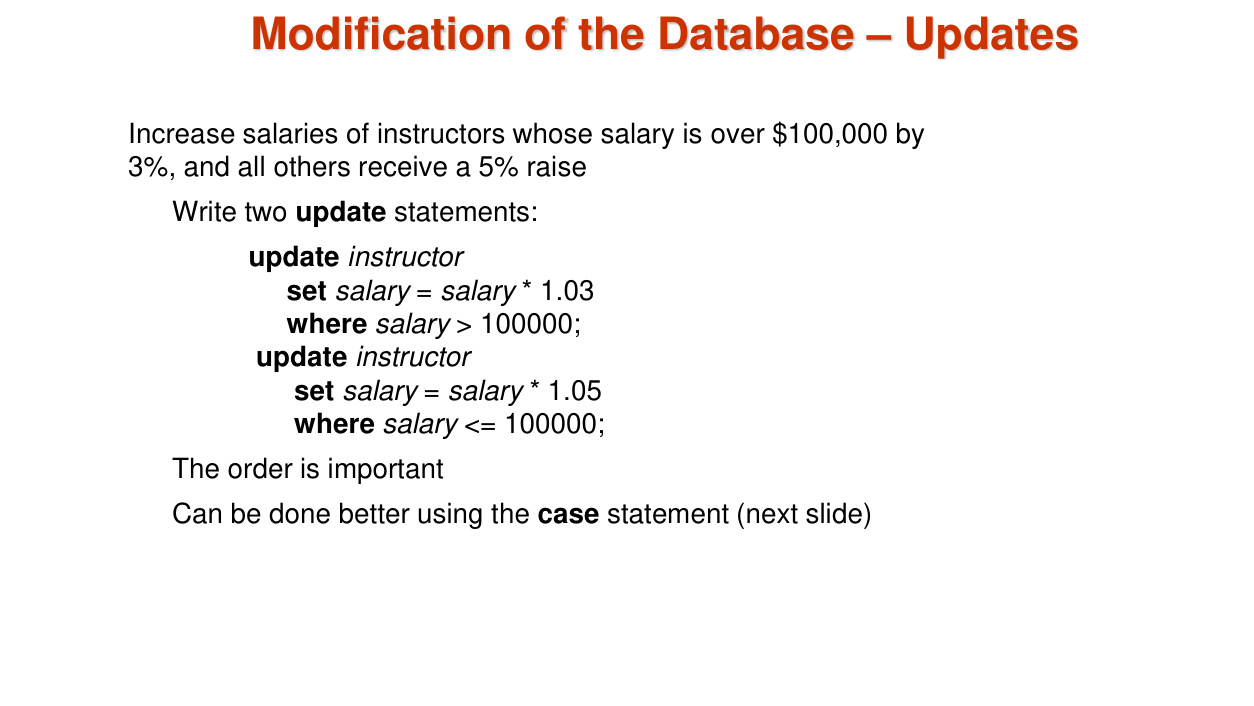 Modification of the Database – Updates
Increase salaries of instructors whose salary is over $100,000 by
3%, and all others receive a 5% raise
Write two update statements:
update instructor
set salary = salary * 1.03
where salary > 100000;
update instructor
set salary = salary * 1.05
where salary <= 100000;
The order is important
Can be done better using the case statement (next slide)